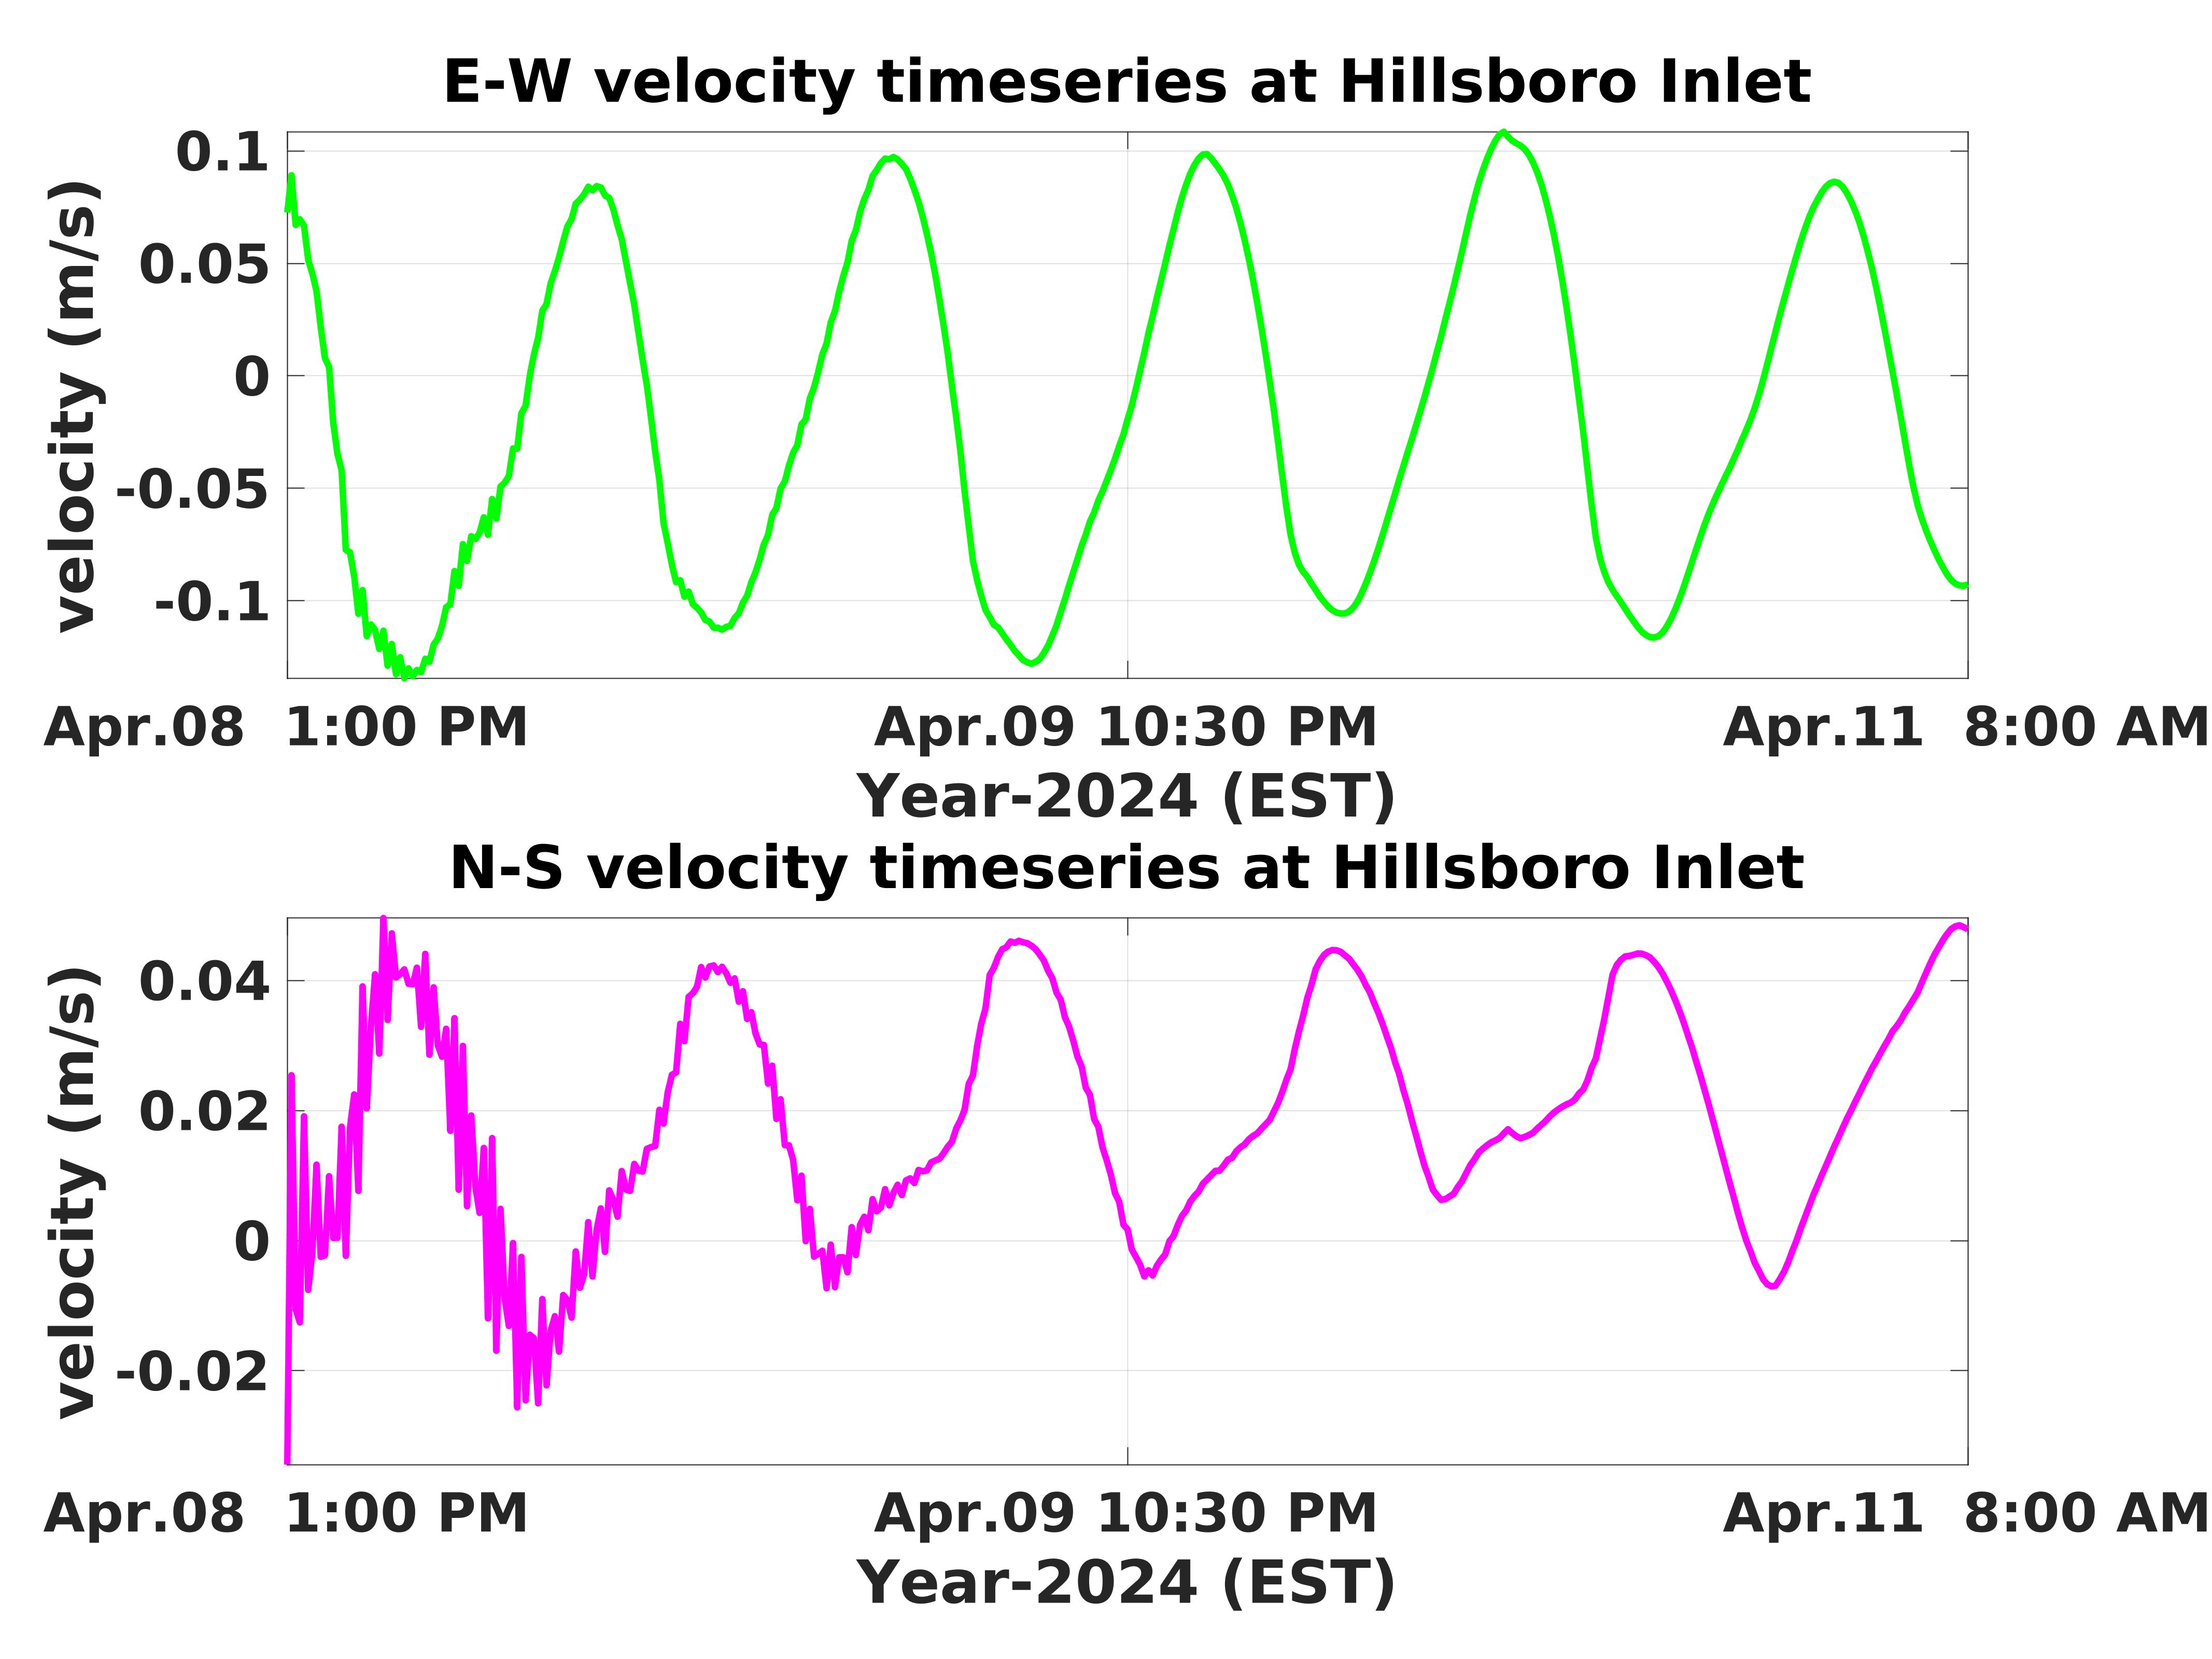 E-W velocity timeseries at Hillsboro Inlet
velocity (m/s)
0.1
0.05
0
-0.05
-0.1
Apr.08  1:00 PM Apr.09 10:30 PM Apr.11  8:00 AM
Year-2024 (EST)
N-S velocity timeseries at Hillsboro Inlet
velocity (m/s)
0.04
0.02
0
-0.02
Apr.08  1:00 PM Apr.09 10:30 PM Apr.11  8:00 AM
Year-2024 (EST)